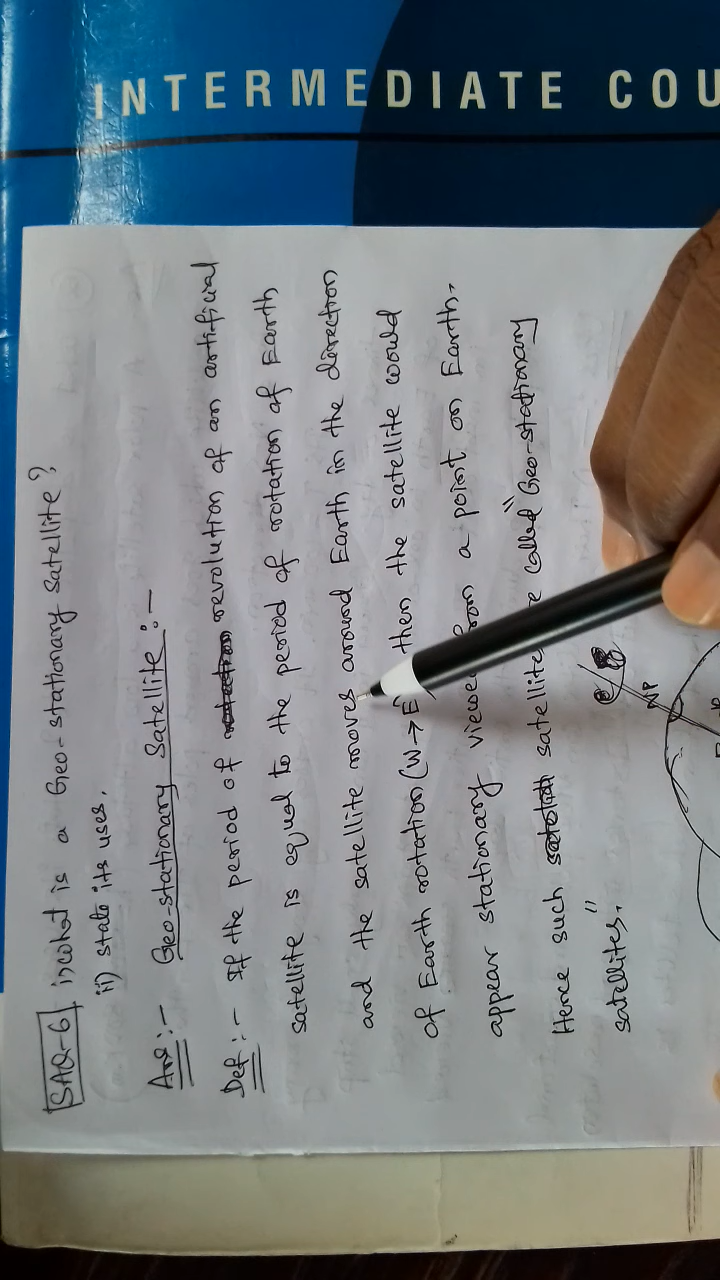 INTERMEDIATE COU
SAQ-6 i) what is a Geo-stationary Satellite?
ii) state its uses.
Ans:- Geo-stationary Satellite:-
Def:- If the period of revolution of an artificial
satellite is equal to the period of rotation of Earth
and the satellite moves around Earth in the direction
of Earth rotation (W→E) then the satellite would
appear stationary viewed from a point on Earth.
Hence such satellite are called "Geo-stationary
satellites."
NP